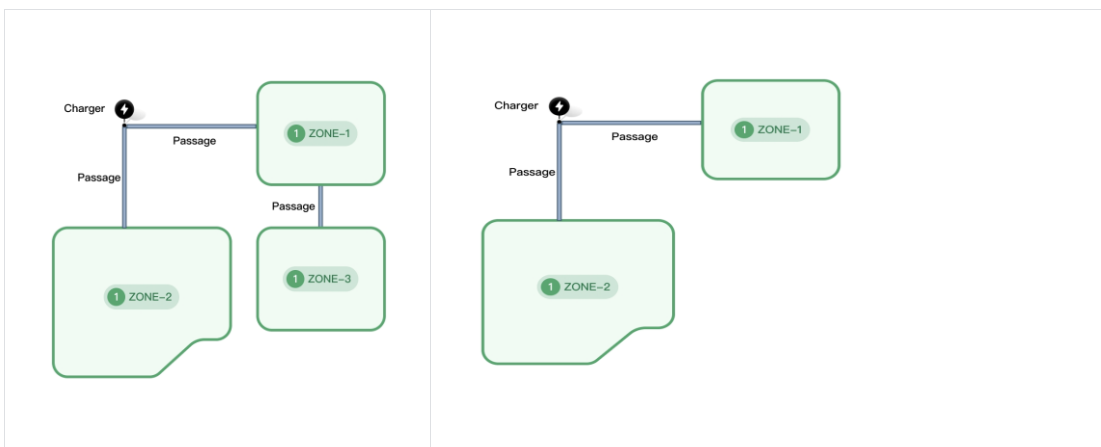 Charger
1 ZONE-1
Passage
Passage
Passage
1 ZONE-2
1 ZONE-3
Charger
1 ZONE-1
Passage
Passage
1 ZONE-2